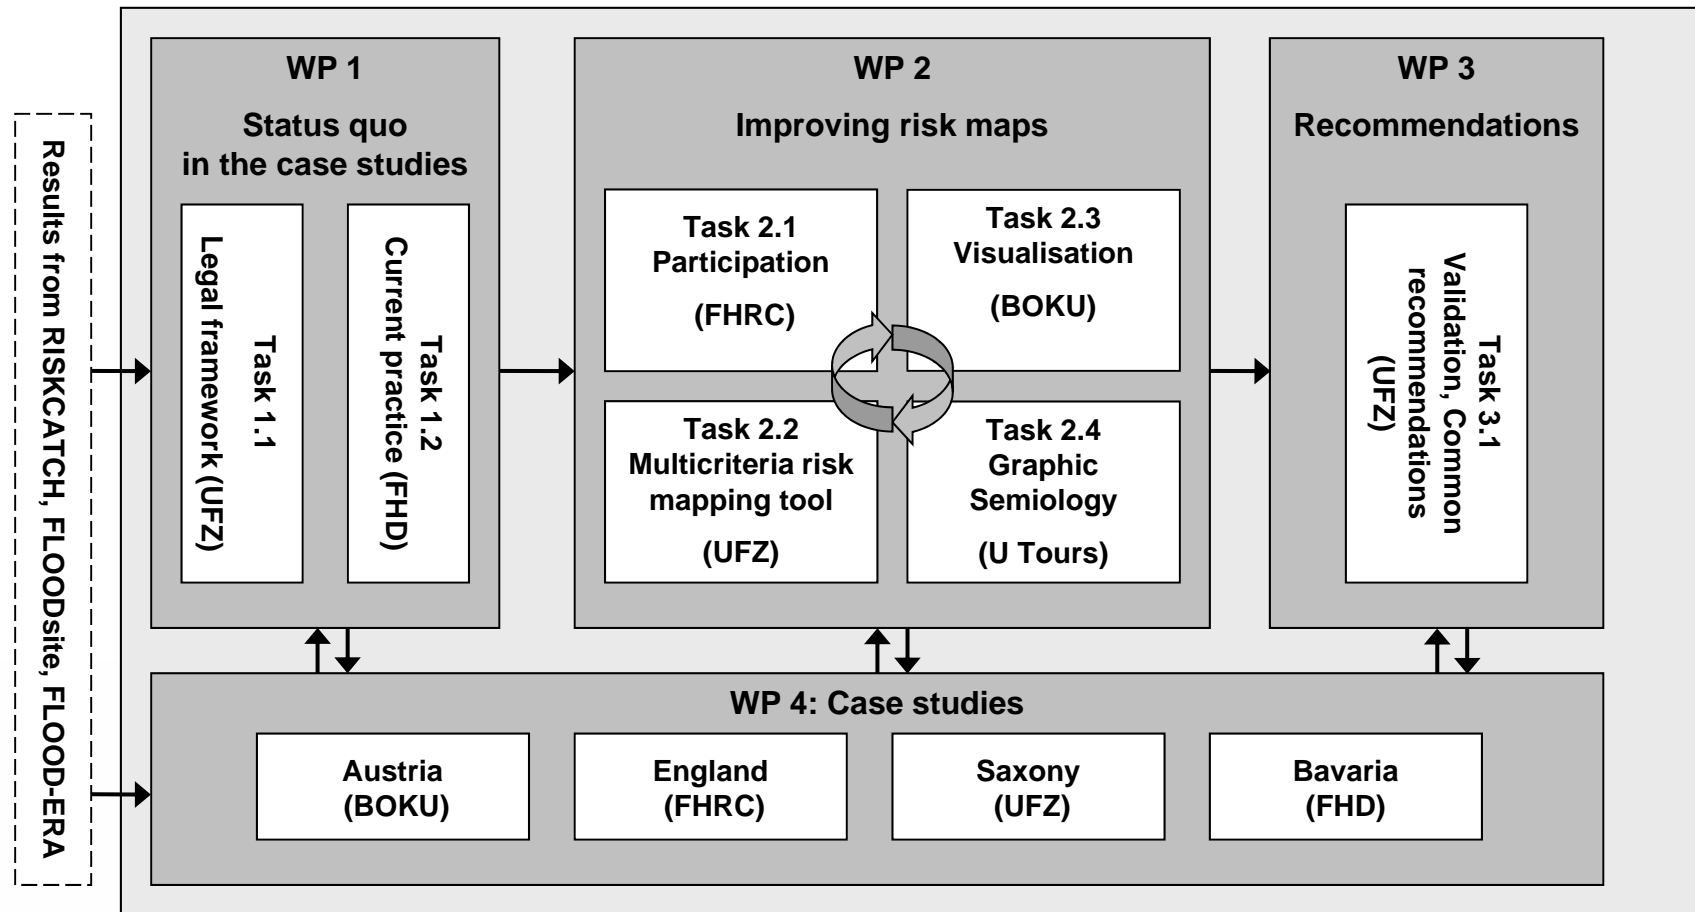 Results from RISKCATCH, FLOODsite, FLOOD-ERA
WP 1
Status quo
in the case studies
Task 1.1
Legal framework (UFZ)
Task 1.2
Current practice (FHD)
WP 2
Improving risk maps
Task 2.1
Participation
(FHRC)
Task 2.3
Visualisation
(BOKU)
Task 2.2
Multicriteria risk
mapping tool
(UFZ)
Task 2.4
Graphic
Semiology
(U Tours)
WP 3
Recommendations
Task 3.1
Validation, Common
recommendations
(UFZ)
WP 4: Case studies
Austria
(BOKU)
England
(FHRC)
Saxony
(UFZ)
Bavaria
(FHD)